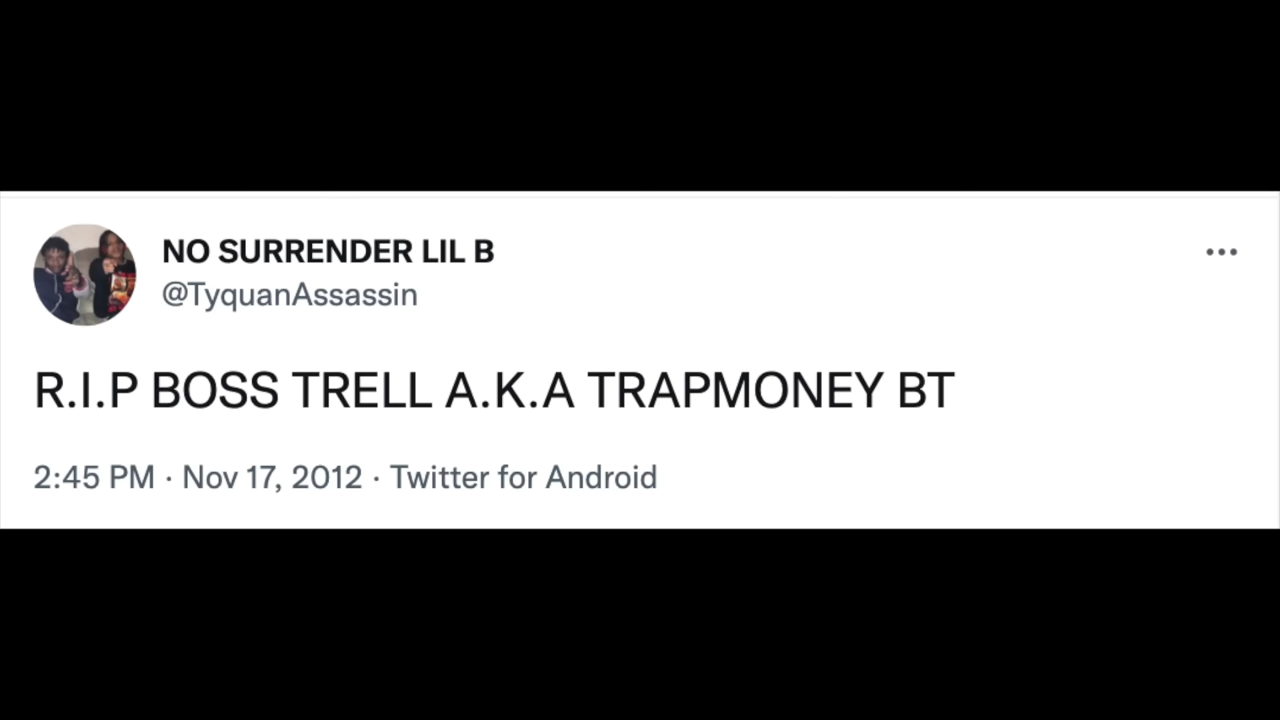 NO SURRENDER LIL B
@TyquanAssassin
R.I.P BOSS TRELL A.K.A TRAPMONEY BT
2:45 PM · Nov 17, 2012 · Twitter for Android